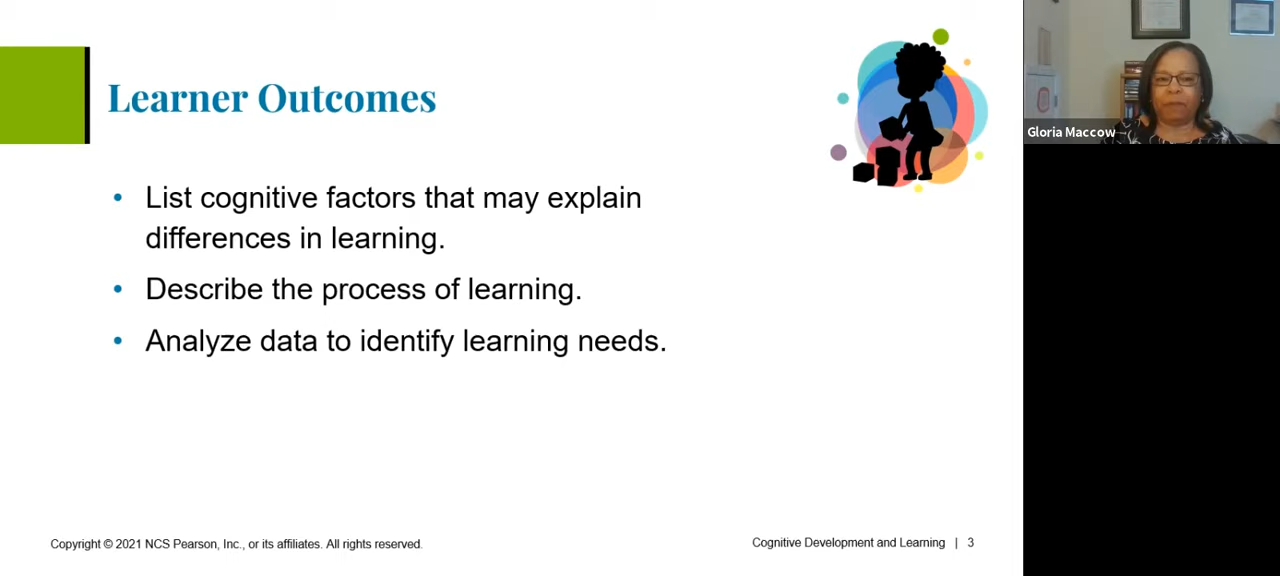 Learner Outcomes
• List cognitive factors that may explain
differences in learning.
• Describe the process of learning.
• Analyze data to identify learning needs.
Copyright © 2021 NCS Pearson, Inc., or its affiliates. All rights reserved.
Cognitive Development and Learning | 3
Gloria Maccow